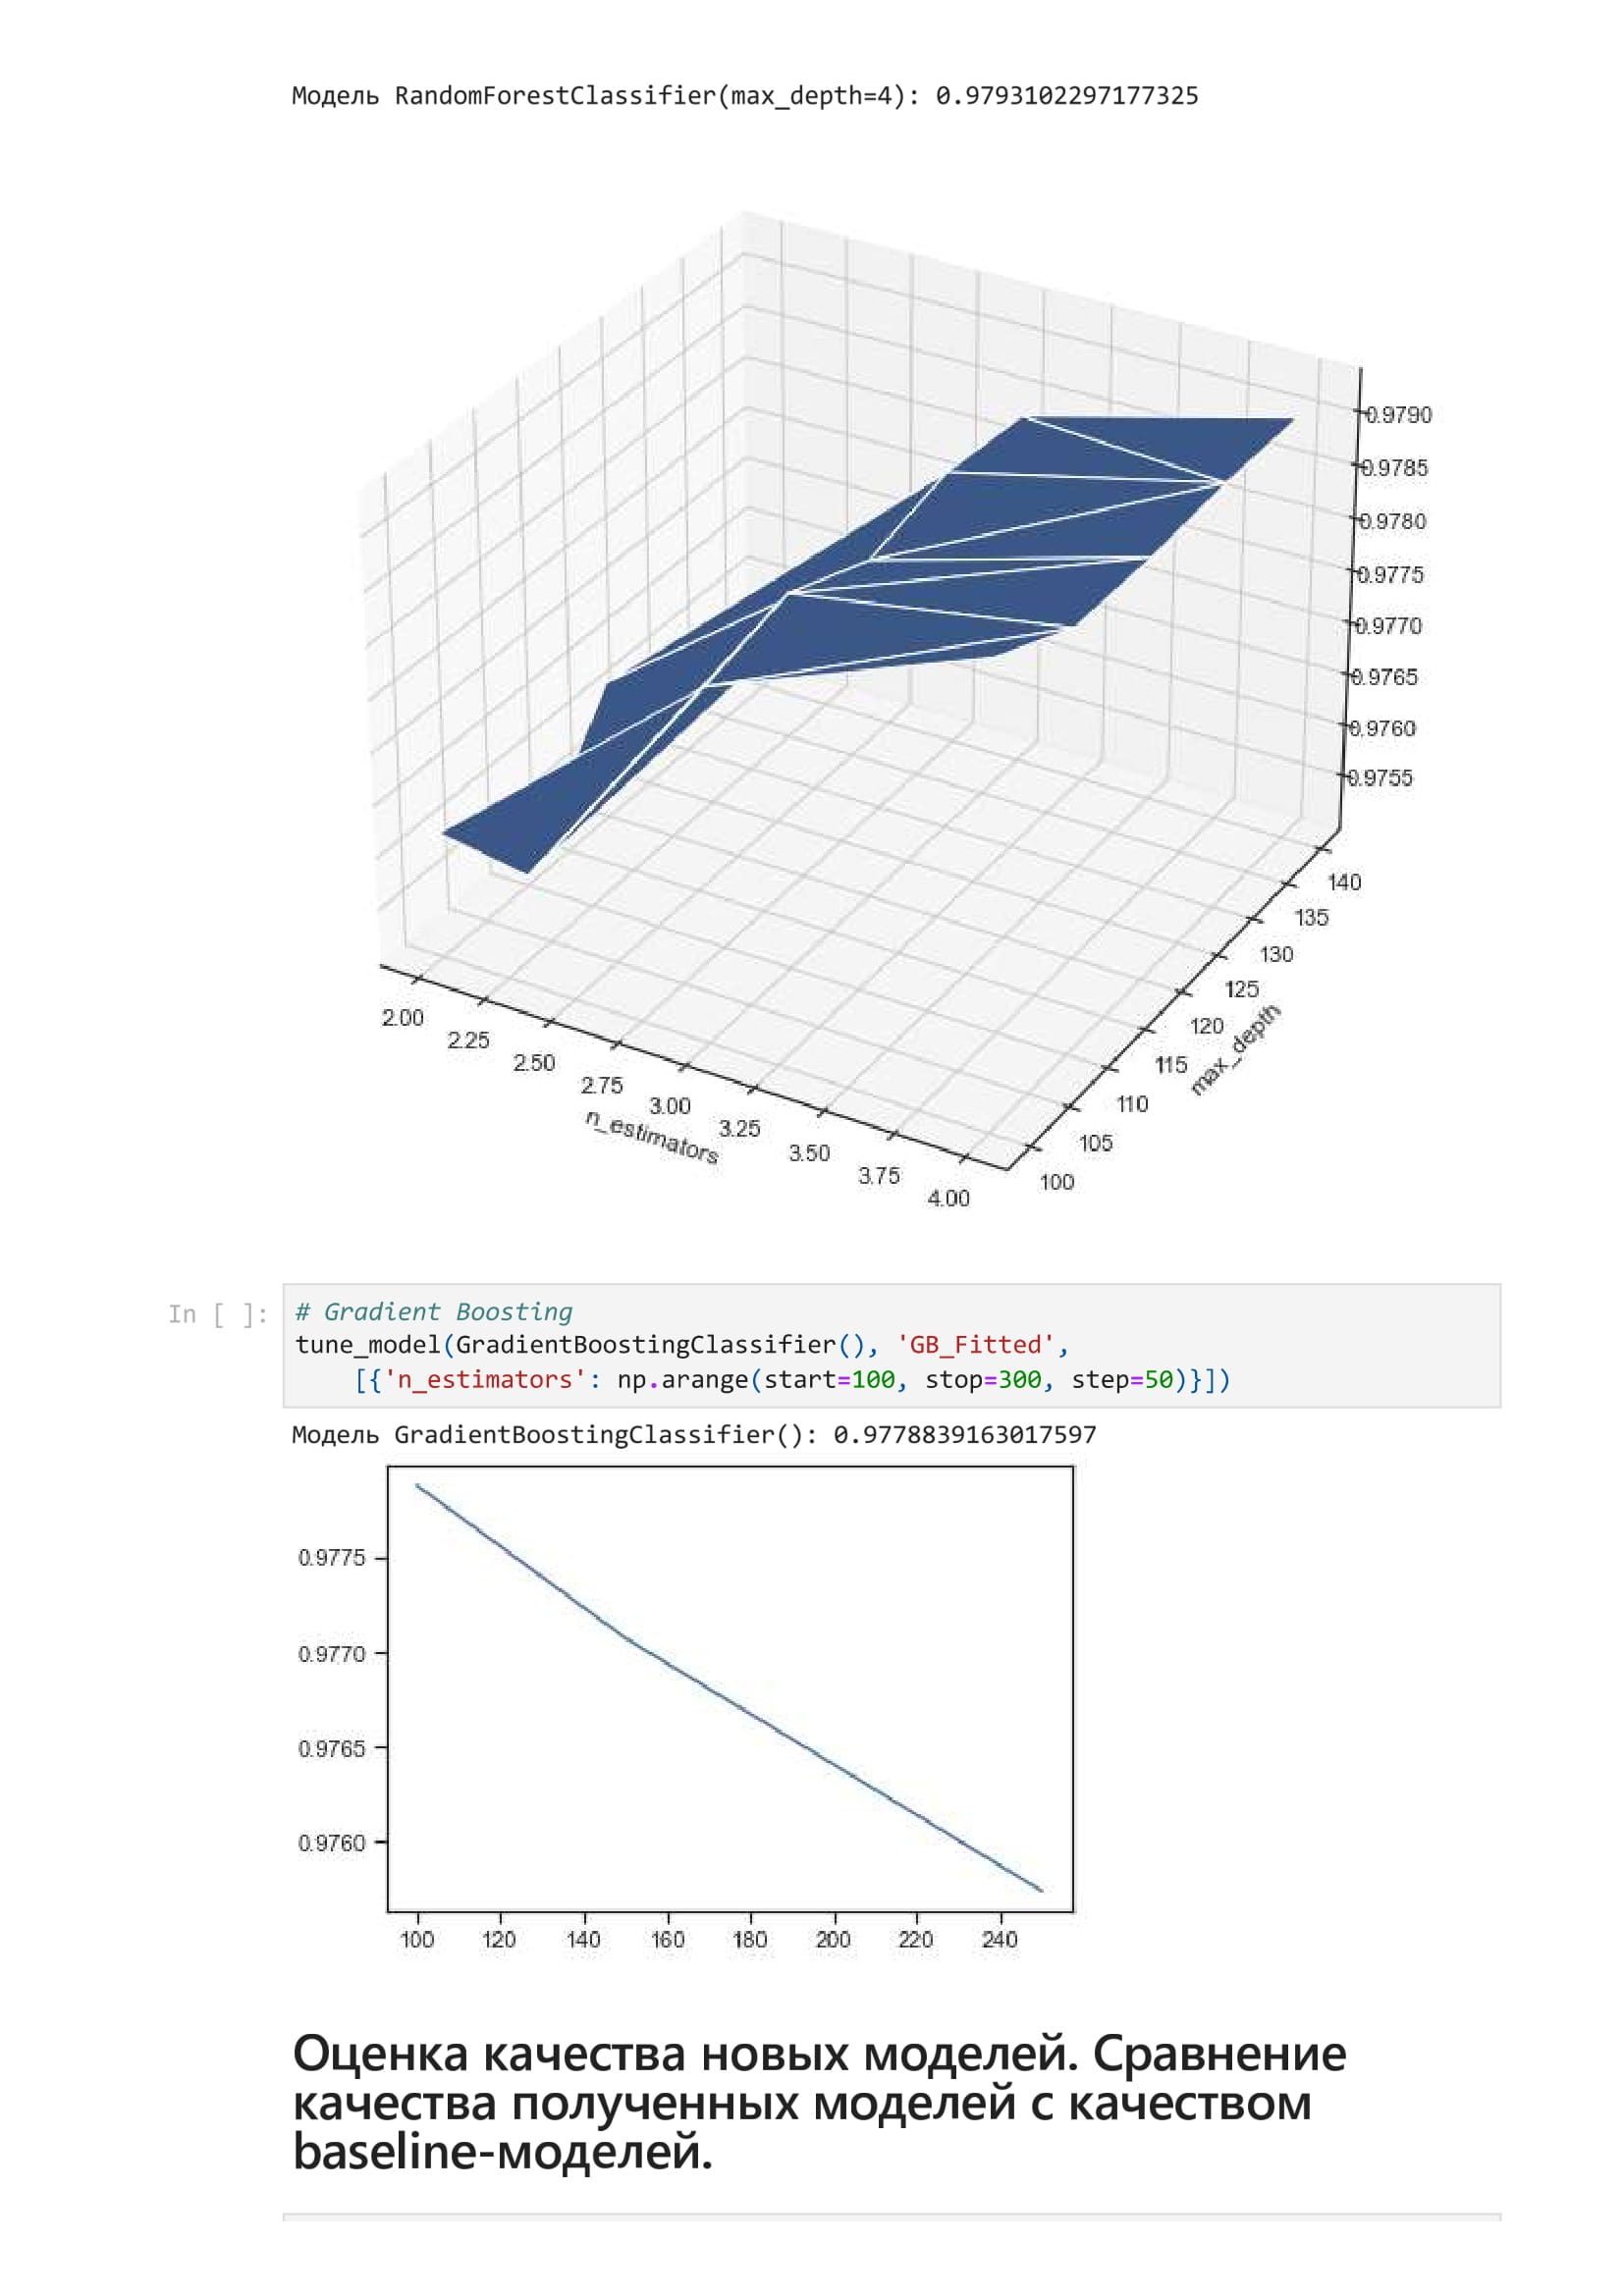 Модель RandomForestClassifier(max_depth=4): 0.9793102297177325
0.9790
0.9785
0.9780
0.9775
0.9770
0.9765
0.9760
0.9755
140
135
130
125
120
115
110
105
100
max_depth
2.00
2.25
2.50
2.75
3.00
3.25
3.50
3.75
4.00
n_estimators
In [ ]:
# Gradient Boosting
tune_model(GradientBoostingClassifier(), 'GB_Fitted',
[{'n_estimators': np.arange(start=100, stop=300, step=50)}])
Модель GradientBoostingClassifier(): 0.9778839163017597
0.9775
0.9770
0.9765
0.9760
100 120 140 160 180 200 220 240
Оценка качества новых моделей. Сравнение
качества полученных моделей с качеством
baseline-моделей.